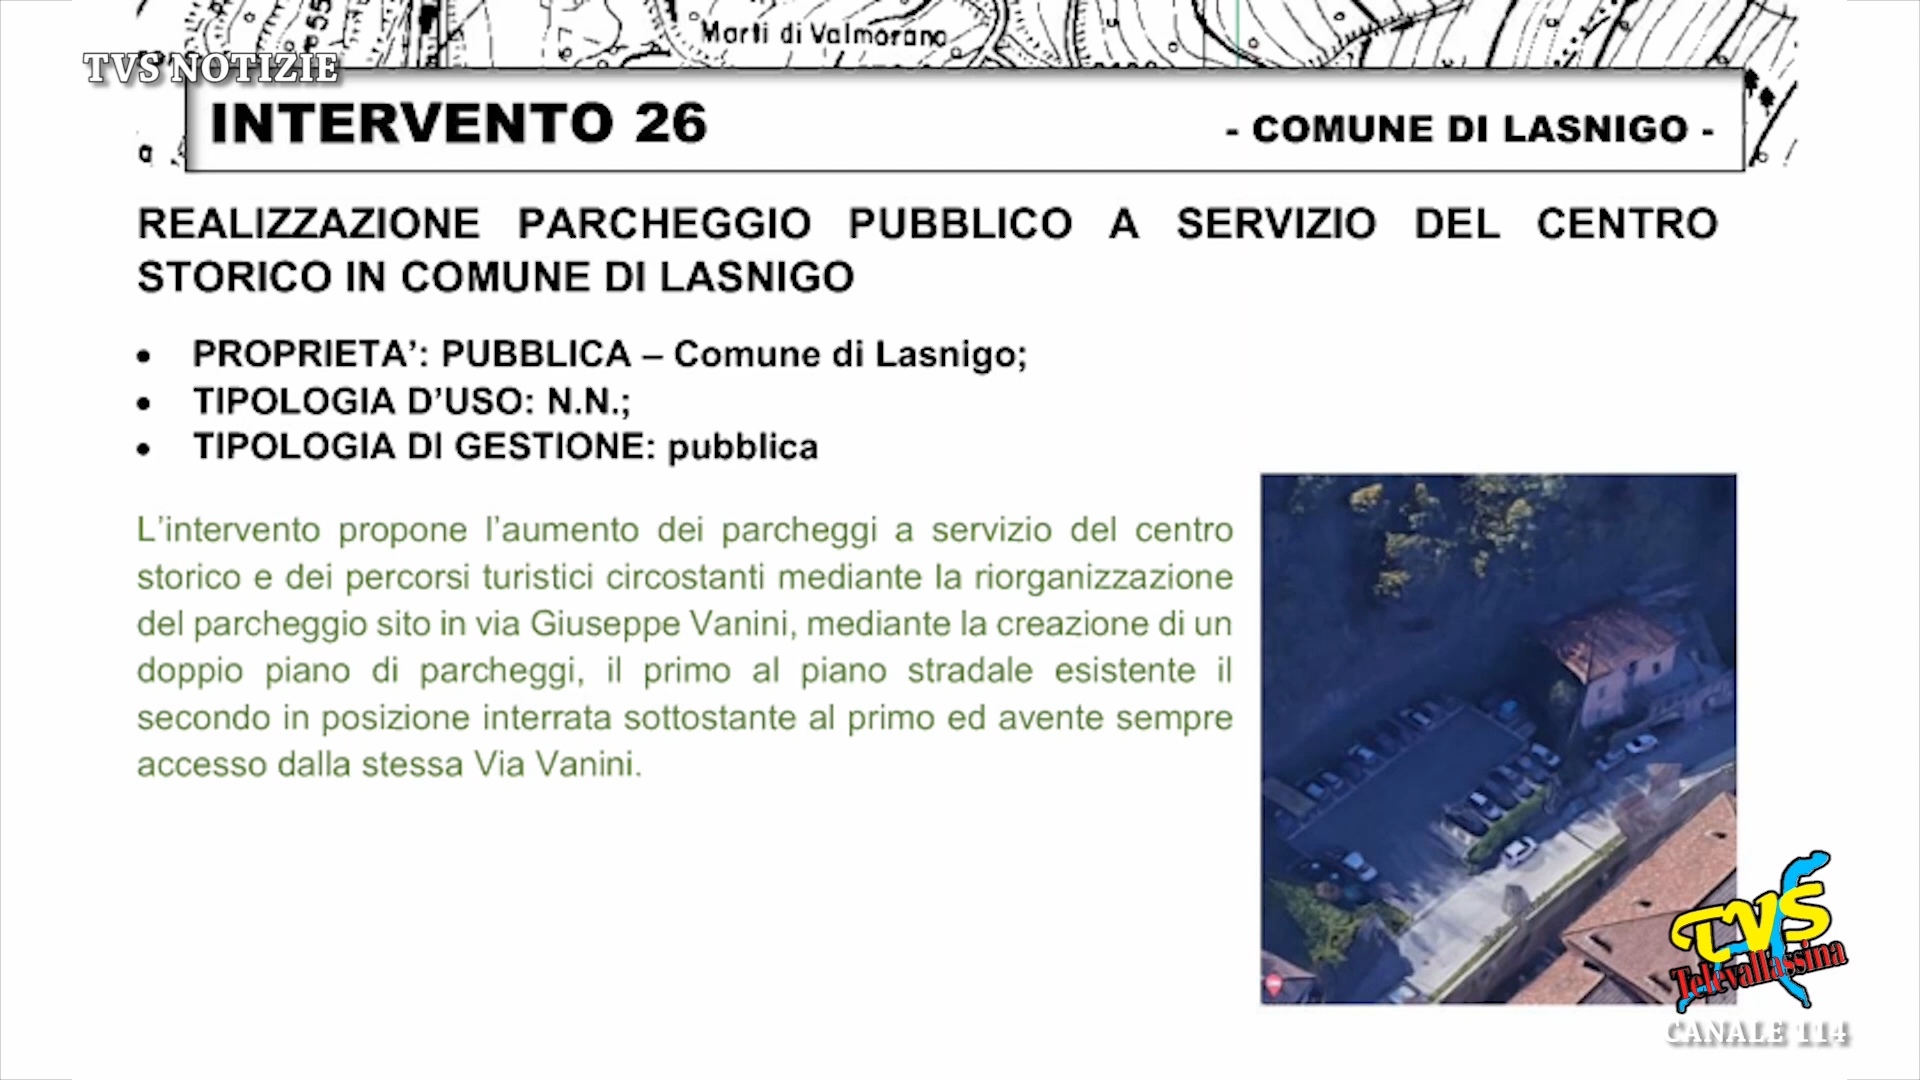 Morti di Valmorana
TVS NOTIZIE
INTERVENTO 26
- COMUNE DI LASNIGO -
a
REALIZZAZIONE PARCHEGGIO PUBBLICO A SERVIZIO DEL CENTRO
STORICO IN COMUNE DI LASNIGO
• PROPRIETA’: PUBBLICA – Comune di Lasnigo;
• TIPOLOGIA D’USO: N.N.;
• TIPOLOGIA DI GESTIONE: pubblica
L’intervento propone l’aumento dei parcheggi a servizio del centro
storico e dei percorsi turistici circostanti mediante la riorganizzazione
del parcheggio sito in via Giuseppe Vanini, mediante la creazione di un
doppio piano di parcheggi, il primo al piano stradale esistente il
secondo in posizione interrata sottostante al primo ed avente sempre
accesso dalla stessa Via Vanini.
TVS
Televallassina
CANALE 114